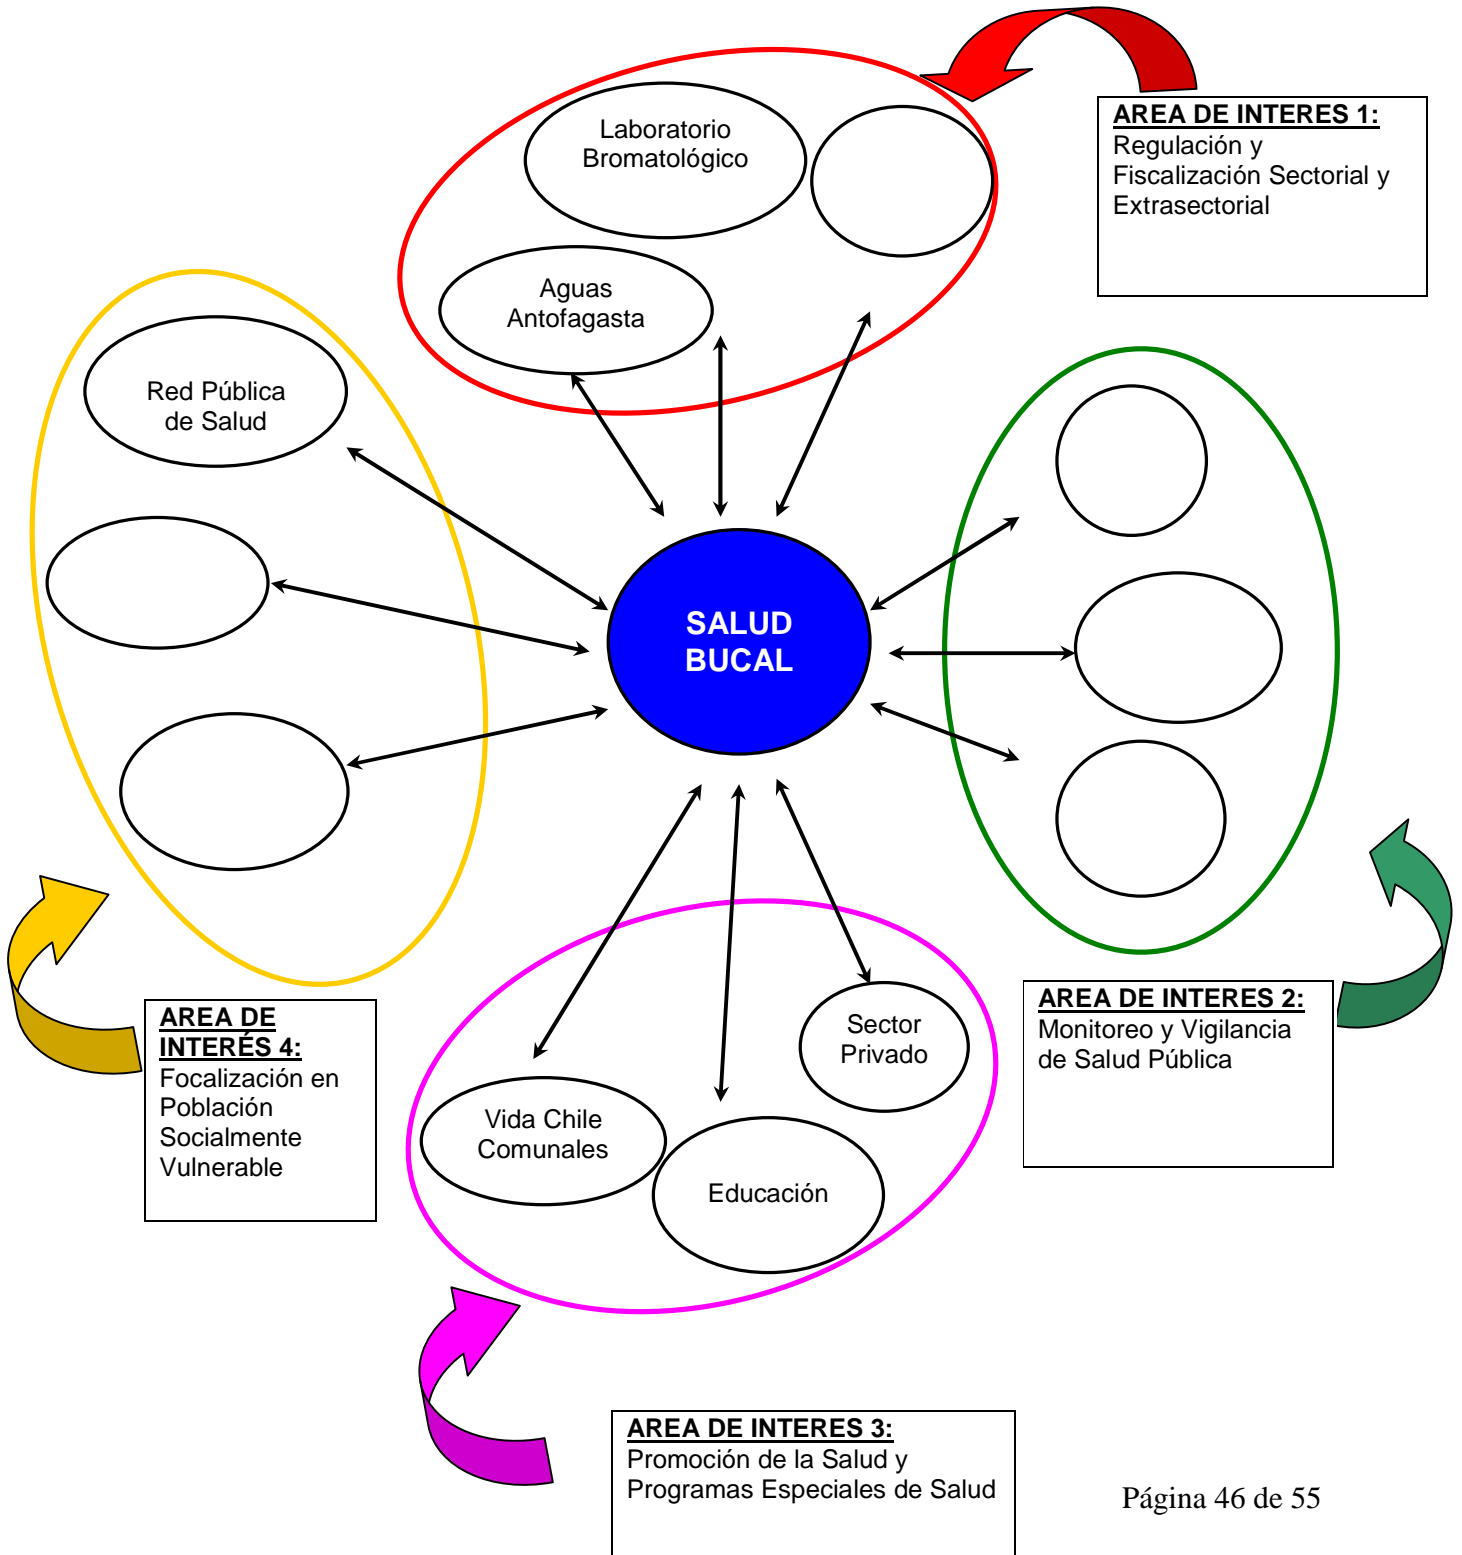 AREA DE INTERES 1:
Regulación y
Fiscalización Sectorial y
Extrasectorial
Laboratorio
Bromatológico
Aguas
Antofagasta
Red Pública
de Salud
SALUD
BUCAL
AREA DE INTERES 2:
Monitoreo y Vigilancia
de Salud Pública
AREA DE
INTERÉS 4:
Focalización en
Población
Socialmente
Vulnerable
Sector
Privado
Vida Chile
Comunales
Educación
AREA DE INTERES 3:
Promoción de la Salud y
Programas Especiales de Salud
Página 46 de 55